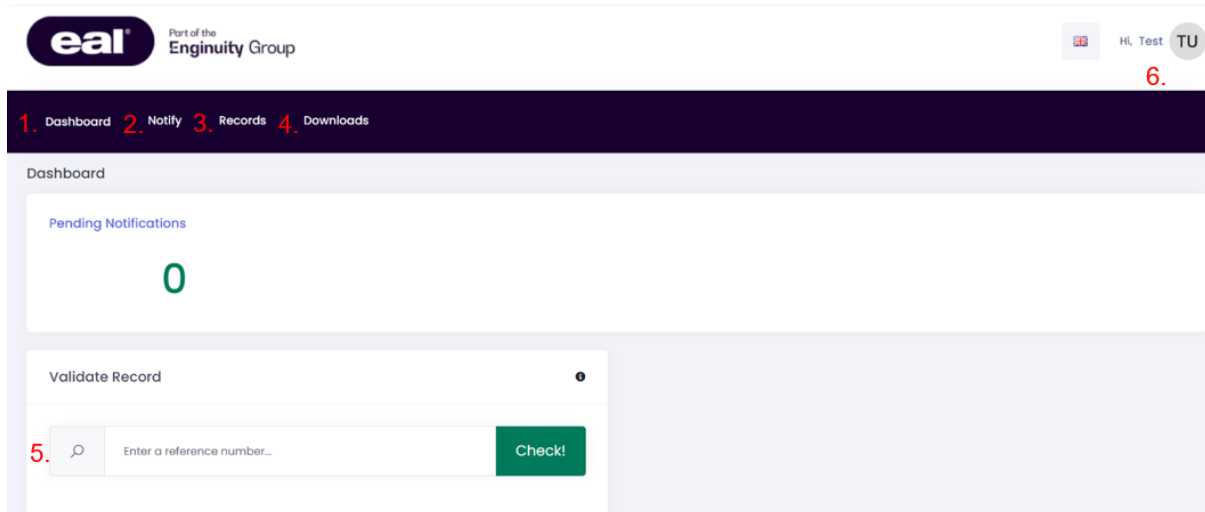 eal® Part of the
Enginuity Group
Hi, Test TU
6.
1. Dashboard 2. Notify 3. Records 4. Downloads
Dashboard
Pending Notifications
0
Validate Record
5. Enter a reference number... Check!